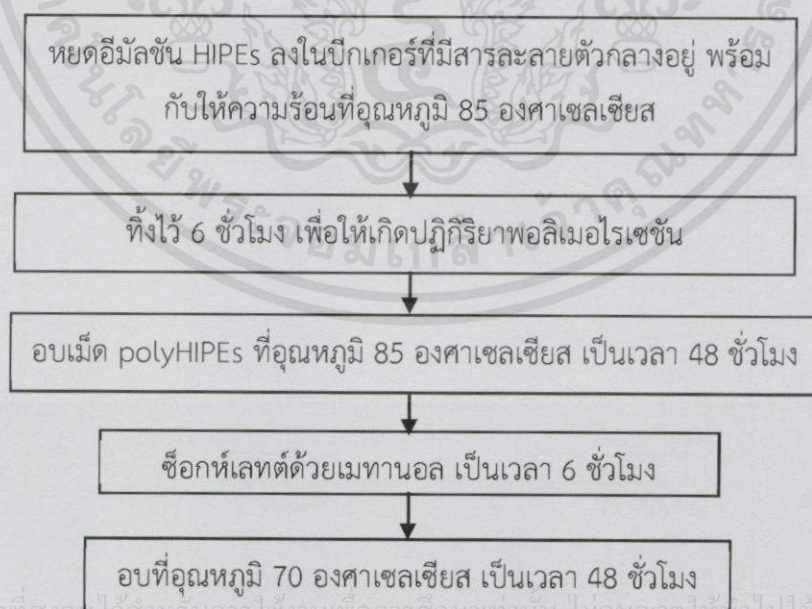 หยดอีมัลชัน HIPEs ลงในบีกเกอร์ที่มีสารละลายตัวกลางอยู่ พร้อม
กับให้ความร้อนที่อุณหภูมิ 85 องศาเซลเซียส
ทิ้งไว้ 6 ชั่วโมง เพื่อให้เกิดปฏิกิริยาพอลิเมอไรเซชัน
อบเม็ด polyHIPEs ที่อุณหภูมิ 85 องศาเซลเซียส เป็นเวลา 48 ชั่วโมง
ซ็อกห์เลทต์ด้วยเมทานอล เป็นเวลา 6 ชั่วโมง
อบที่อุณหภูมิ 70 องศาเซลเซียส เป็นเวลา 48 ชั่วโมง